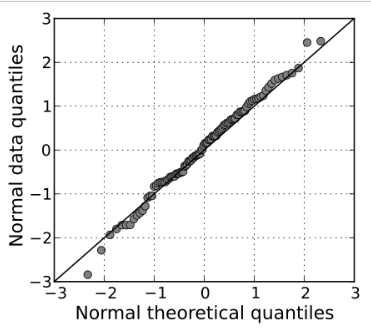 Normal data quantiles
3
2
1
0
−1
−2
−3
−3 −2 −1 0 1 2 3
Normal theoretical quantiles